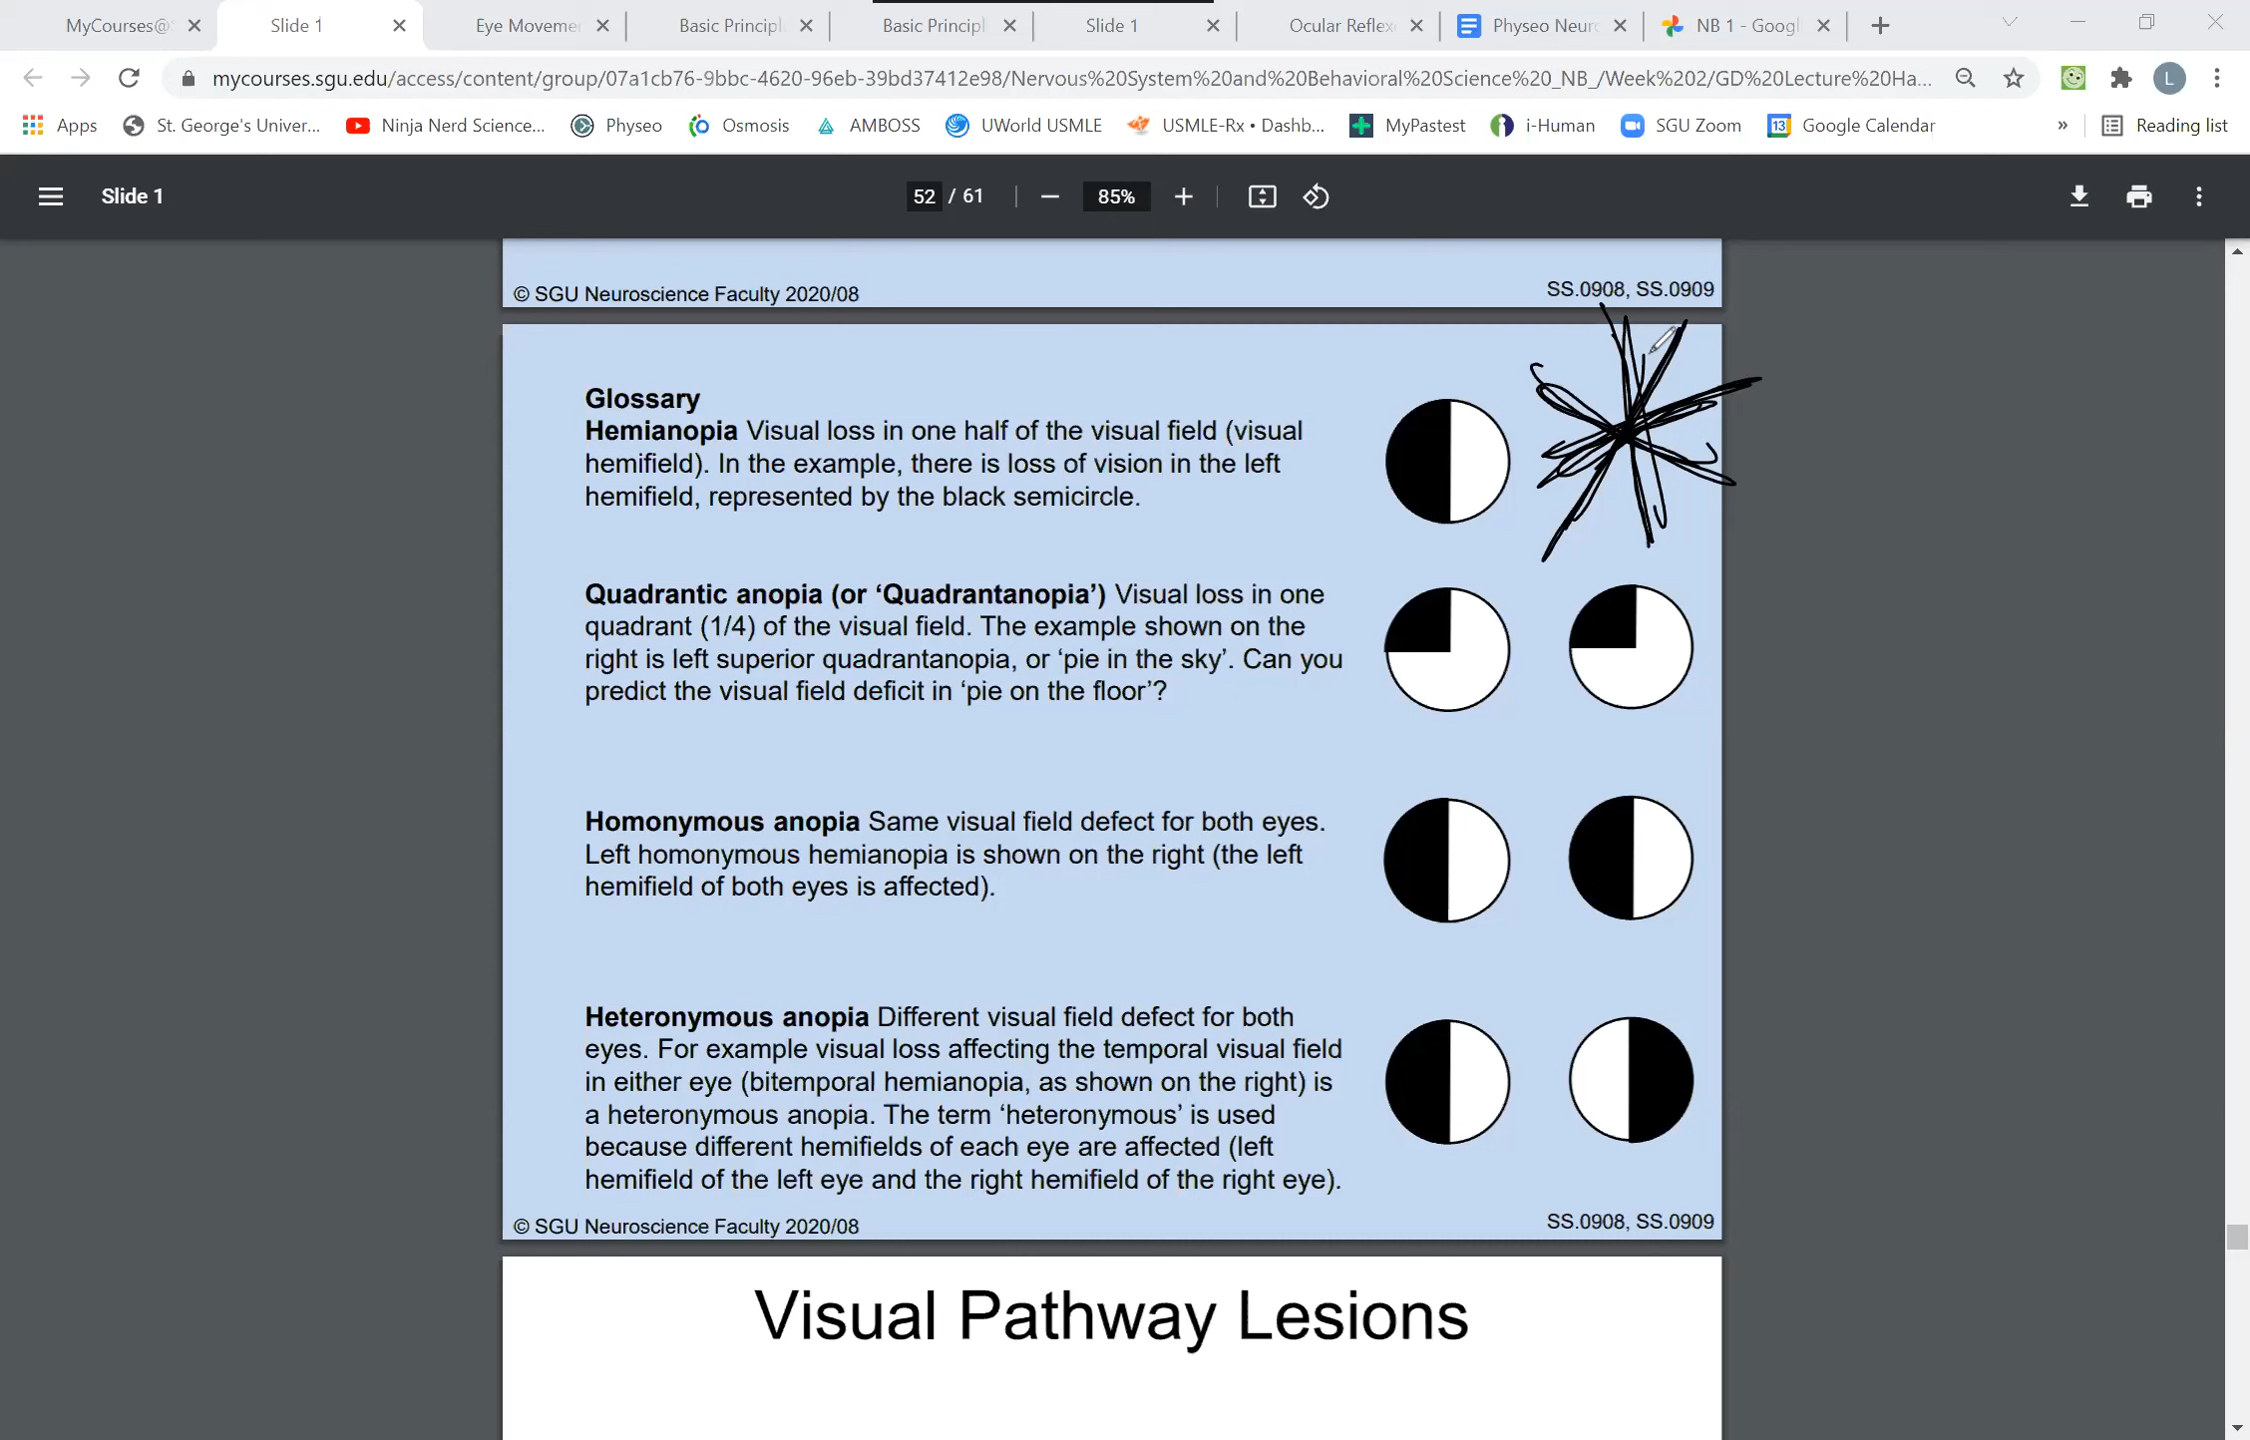 MyCourses@
Slide 1
Eye Movemen
Basic Principl
Basic Principl
Slide 1
Ocular Reflex
Physeo Neuro
NB 1 - Googl
mycourses.sgu.edu/access/content/group/07a1cb76-9bbc-4620-96eb-39bd37412e98/Nervous%20System%20and%20Behavioral%20Science%20_NB_/Week%202/GD%20Lecture%20Ha...
L
Apps
St. George's Univer...
Ninja Nerd Science...
Physeo
Osmosis
AMBOSS
UWorld USMLE
USMLE-Rx • Dashb...
MyPastest
i-Human
SGU Zoom
13
Google Calendar
»
Reading list
Slide 1
52 / 61
85%
© SGU Neuroscience Faculty 2020/08
SS.0908, SS.0909
Glossary
Hemianopia Visual loss in one half of the visual field (visual
hemifield). In the example, there is loss of vision in the left
hemifield, represented by the black semicircle.
Quadrantic anopia (or ‘Quadrantanopia’) Visual loss in one
quadrant (1/4) of the visual field. The example shown on the
right is left superior quadrantanopia, or ‘pie in the sky’. Can you
predict the visual field deficit in ‘pie on the floor’?
Homonymous anopia Same visual field defect for both eyes.
Left homonymous hemianopia is shown on the right (the left
hemifield of both eyes is affected).
Heteronymous anopia Different visual field defect for both
eyes. For example visual loss affecting the temporal visual field
in either eye (bitemporal hemianopia, as shown on the right) is
a heteronymous anopia. The term ‘heteronymous’ is used
because different hemifields of each eye are affected (left
hemifield of the left eye and the right hemifield of the right eye).
© SGU Neuroscience Faculty 2020/08
SS.0908, SS.0909
Visual Pathway Lesions